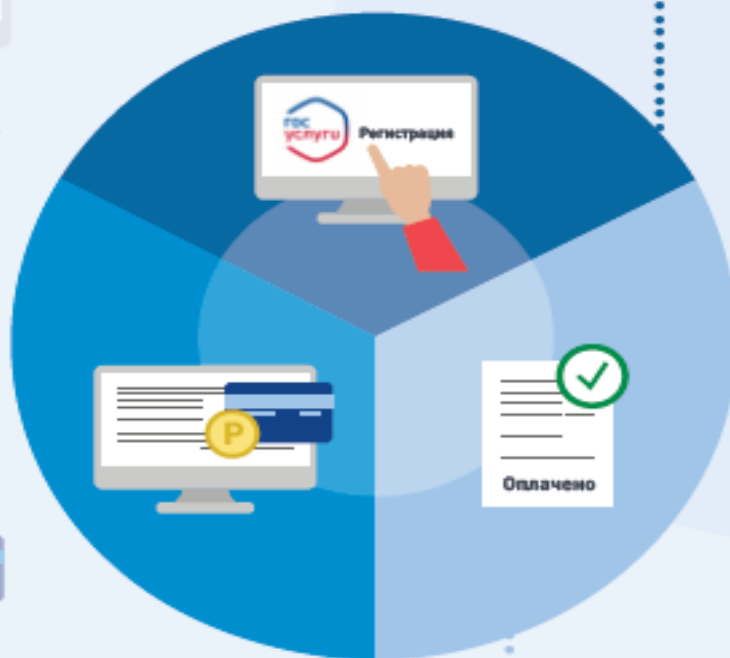 гос
услуги
Регистрация
Р
Оплачено